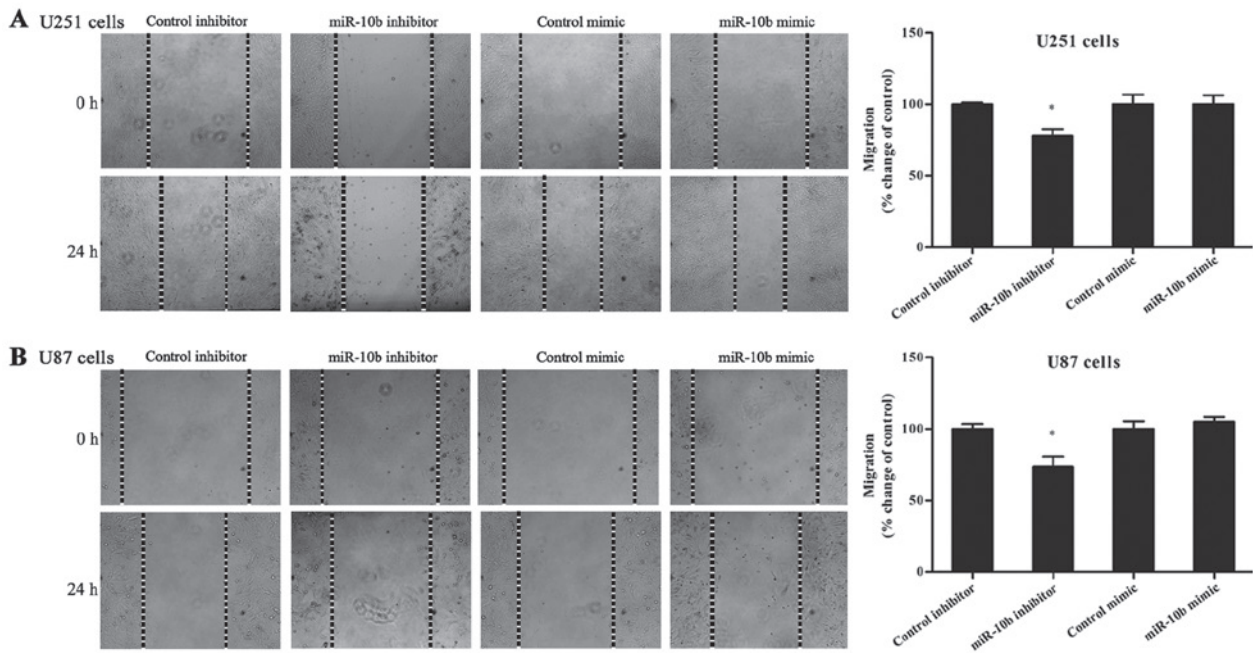 A U251 cells
Control inhibitor
miR-10b inhibitor
Control mimic
miR-10b mimic
0 h
24 h
150
100
50
0
Migration
(% change of control)
U251 cells
*
Control inhibitor
miR-10b inhibitor
Control mimic
miR-10b mimic
B U87 cells
Control inhibitor
miR-10b inhibitor
Control mimic
miR-10b mimic
0 h
24 h
150
100
50
0
Migration
(% change of control)
U87 cells
*
Control inhibitor
miR-10b inhibitor
Control mimic
miR-10b mimic